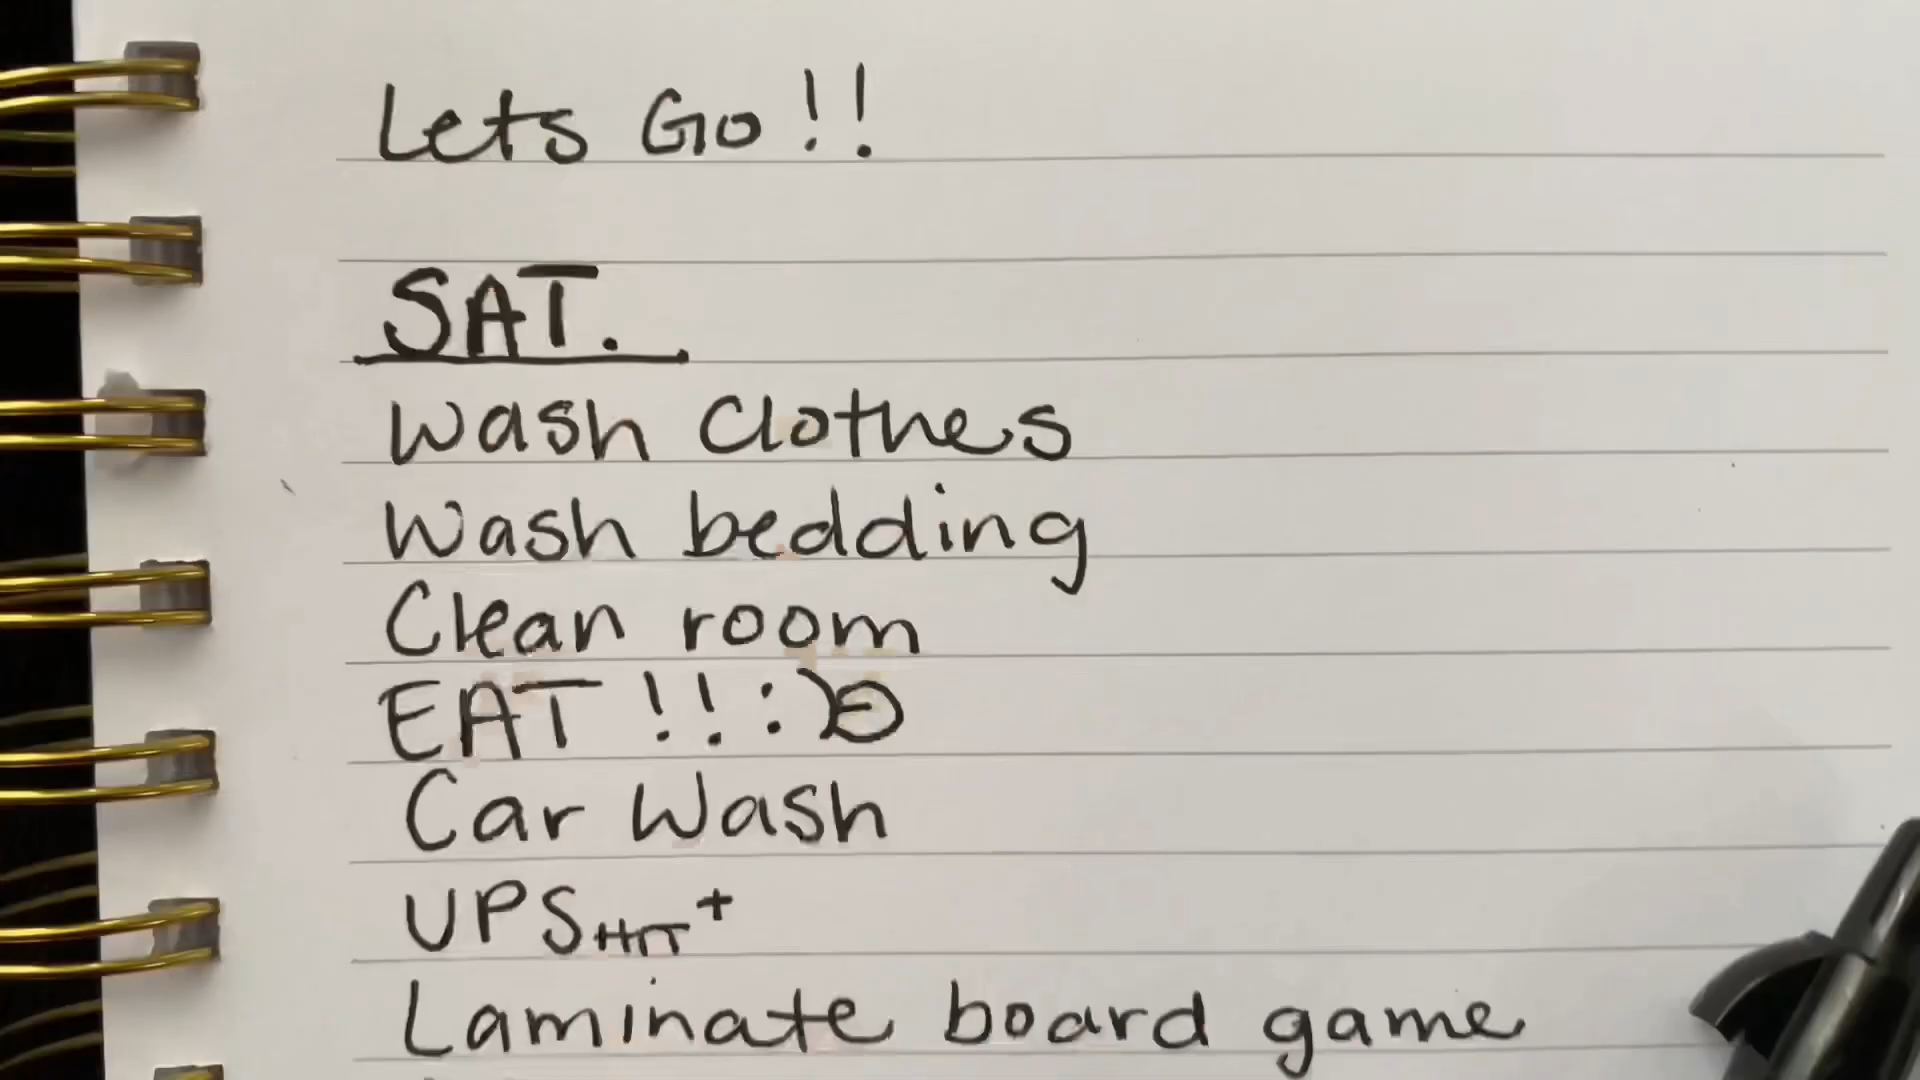 Lets Go!!
SAT.
Wash Clothes
Wash bedding
Clean room
EAT!! :)
Car Wash
UPS +
Laminate board game